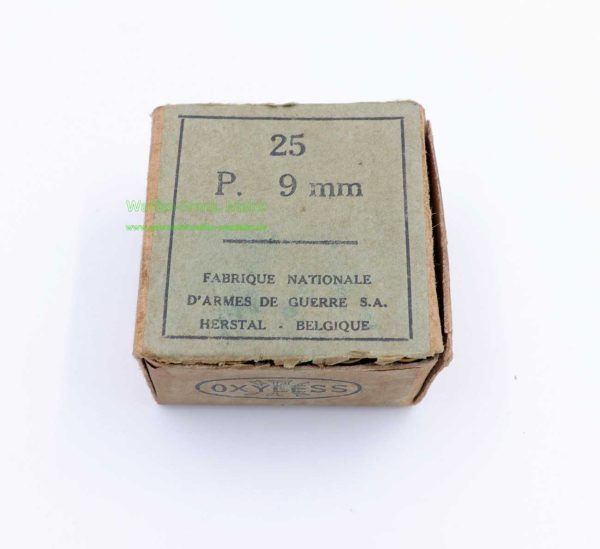 25
P. 9 mm
FABRIQUE NATIONALE
D'ARMES DE GUERRE S.A.
HERSTAL - BELGIQUE
OXYLESS